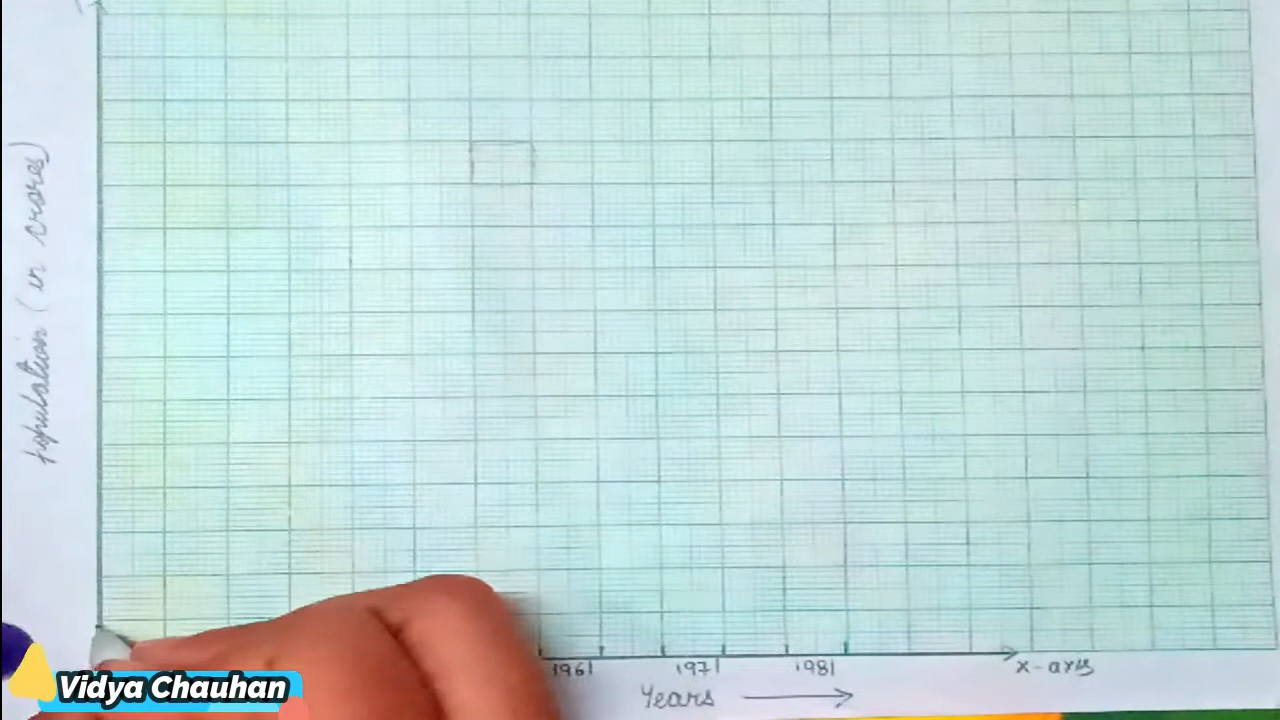 population (in crores)
1961 1971 1981
x-axis
Years
Vidya Chauhan